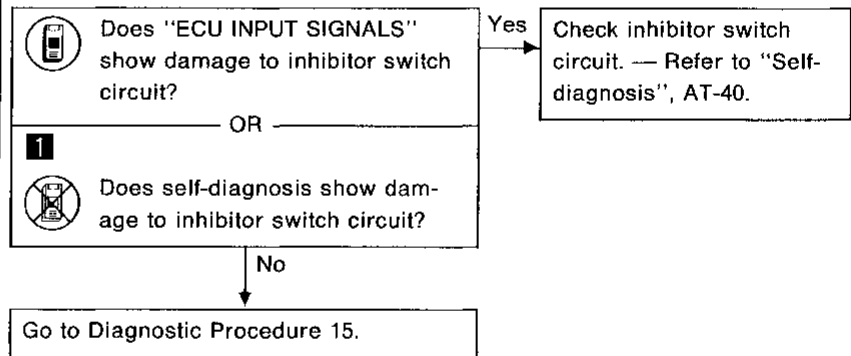 Does "ECU INPUT SIGNALS"
show damage to inhibitor switch
circuit?
Yes
Check inhibitor switch
circuit. — Refer to "Self-
diagnosis", AT-40.
OR
1
Does self-diagnosis show dam-
age to inhibitor switch circuit?
No
Go to Diagnostic Procedure 15.